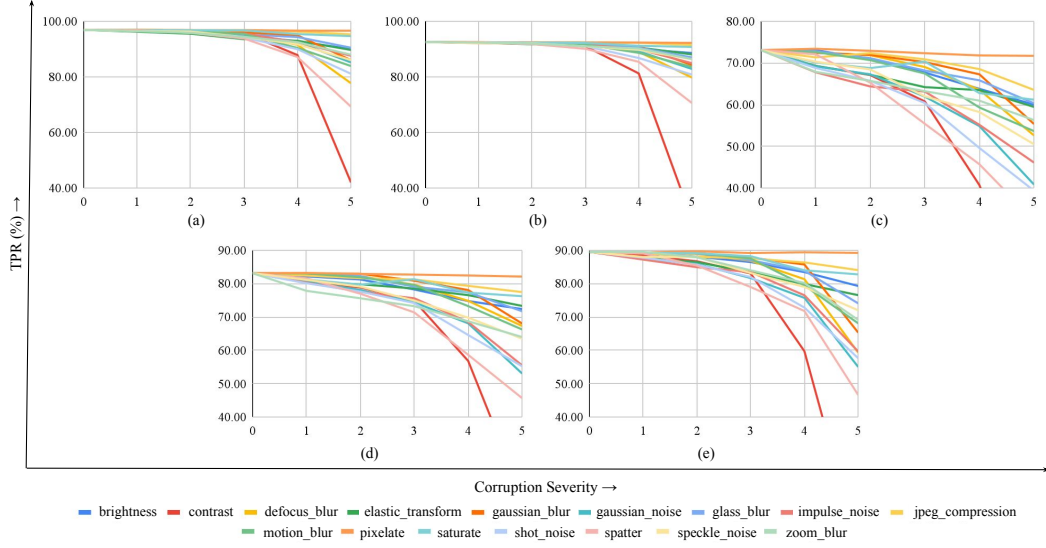 100.00 100.00 80.00
80.00 80.00 70.00
60.00
60.00 60.00
50.00
40.00 40.00 40.00
0 1 2 3 4 5 0 1 2 3 4 5 0 1 2 3 4 5
(a) (b) (c)
TPR (%) →
90.00 90.00
80.00 80.00
70.00 70.00
60.00 60.00
50.00 50.00
40.00 40.00
0 1 2 3 4 5 0 1 2 3 4 5
(d) (e)
Corruption Severity →
brightness contrast defocus_blur elastic_transform gaussian_blur gaussian_noise glass_blur impulse_noise jpeg_compression
motion_blur pixelate saturate shot_noise spatter speckle_noise zoom_blur